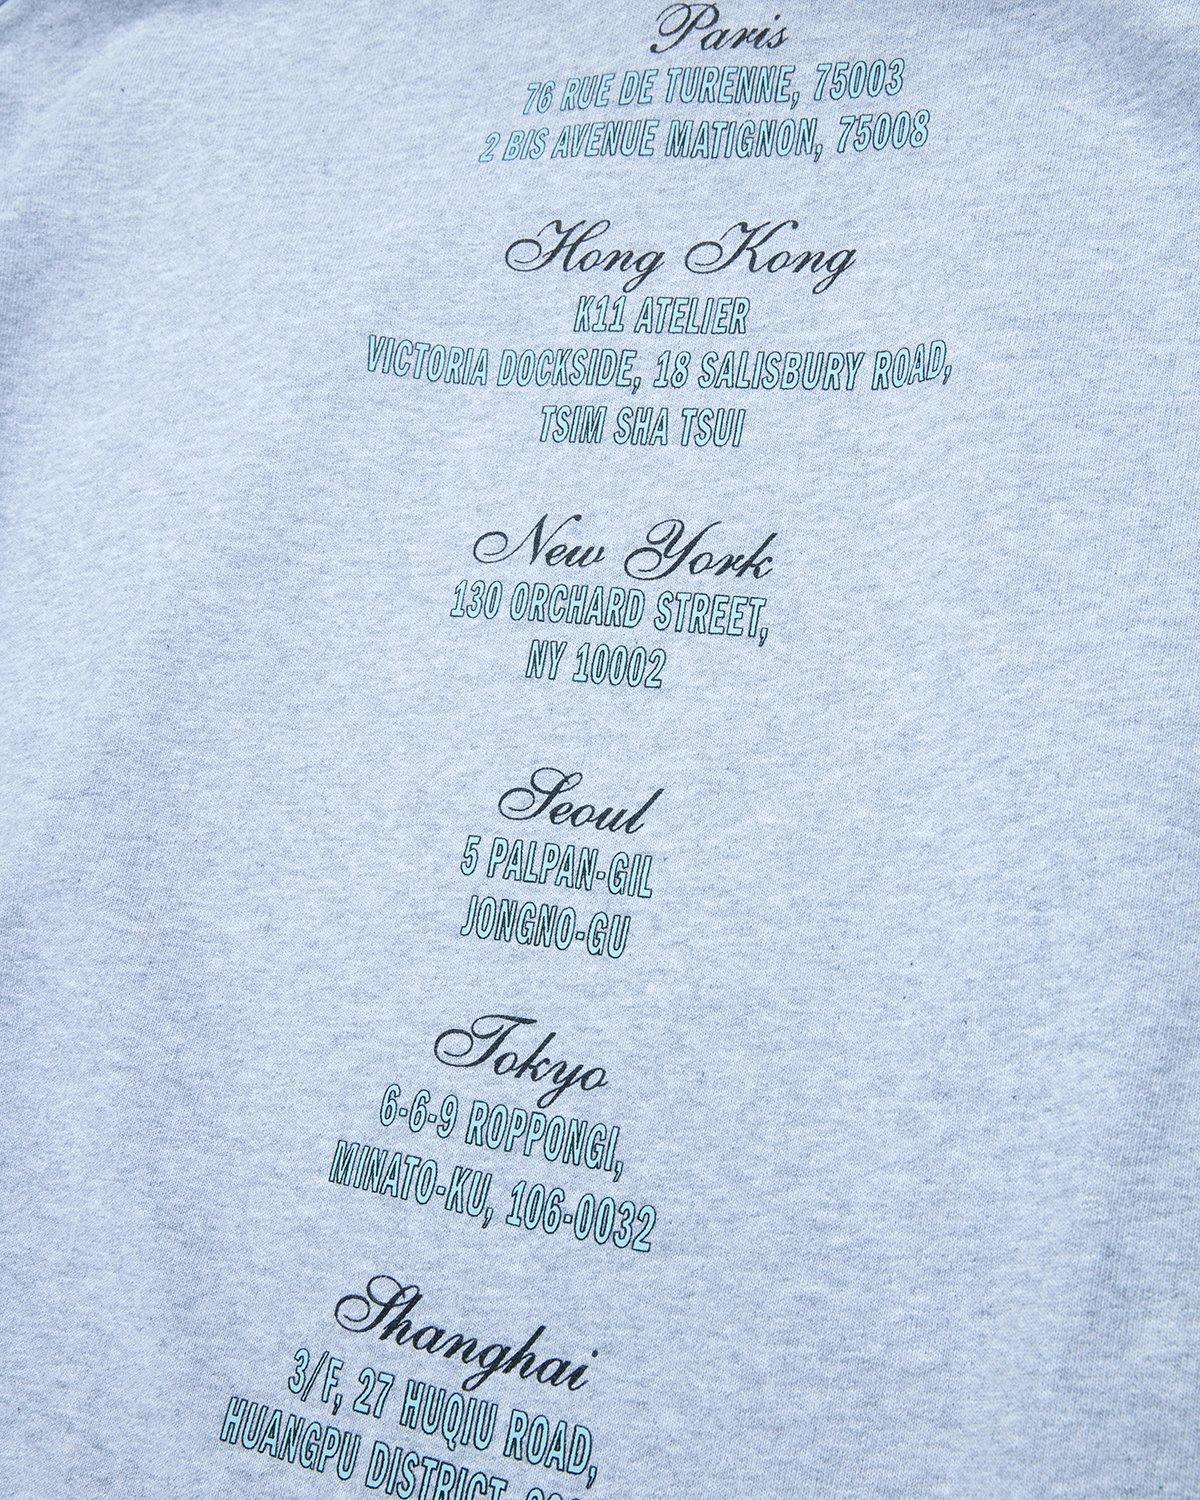 Paris
76 RUE DE TURENNE, 75003
2 BIS AVENUE MATIGNON, 75008
Hong Kong
K11 ATELIER
VICTORIA DOCKSIDE, 18 SALISBURY ROAD,
TSIM SHA TSUI
New York
130 ORCHARD STREET,
NY 10002
Seoul
5 PALPAN-GIL
JONGNO-GU
Tokyo
6-6-9 ROPPONGI,
MINATO-KU, 106-0032
Shanghai
3/F, 27 HUQIU ROAD,
HUANGPU DISTRICT,